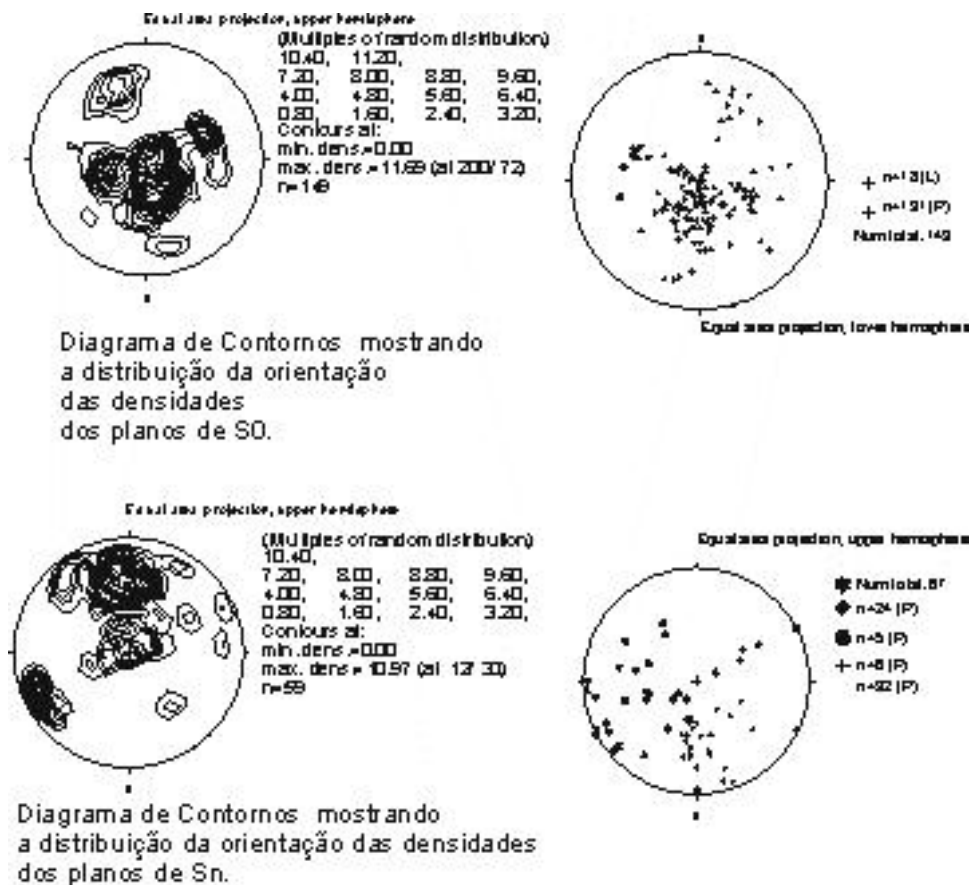 Equal area projection, upper hemisphere
(Multiples of random distribution)
10.40, 11.20,
7.20, 8.00, 8.80, 9.60,
4.00, 4.80, 5.60, 6.40,
0.80, 1.60, 2.40, 3.20,
Contours at:
min. dens.=0.00
max. dens.=11.69 (at 200/ 72)
n=149
n=131 (P)
Num total.
Equal area projection, lower hemisphere
Diagrama de Contornos mostrando
a distribuição da orientação
das densidades
dos planos de S0.
Equal area projection, upper hemisphere
(Multiples of random distribution)
10.40,
7.20, 8.00, 8.80, 9.60,
4.00, 4.80, 5.60, 6.40,
0.80, 1.60, 2.40, 3.20,
Contours at:
min. dens.=0.00
max. dens.= 10.97 (at 12/ 30)
n=59
Equal area projection, upper hemisphere
Num total. 67
n=24 (P)
n=5 (P)
n=6 (P)
n=32 (P)
Diagrama de Contornos mostrando
a distribuição da orientação das densidades
dos planos de Sn.